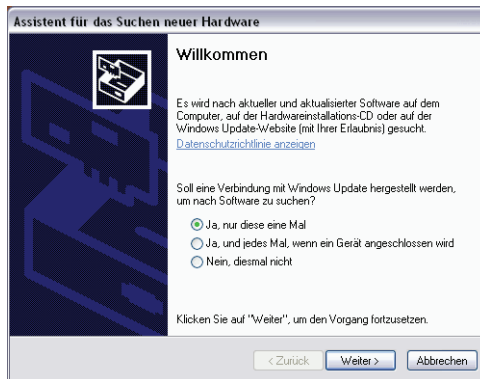 Assistent für das Suchen neuer Hardware
Willkommen
Es wird nach aktueller und aktualisierter Software auf dem
Computer, auf der Hardwareinstallations-CD oder auf der
Windows Update-Website (mit Ihrer Erlaubnis) gesucht.
Datenschutzrichtlinie anzeigen
Soll eine Verbindung mit Windows Update hergestellt werden,
um nach Software zu suchen?
Ja, nur diese eine Mal
Ja, und jedes Mal, wenn ein Gerät angeschlossen wird
Nein, diesmal nicht
Klicken Sie auf "Weiter", um den Vorgang fortzusetzen.
< Zurück Weiter > Abbrechen